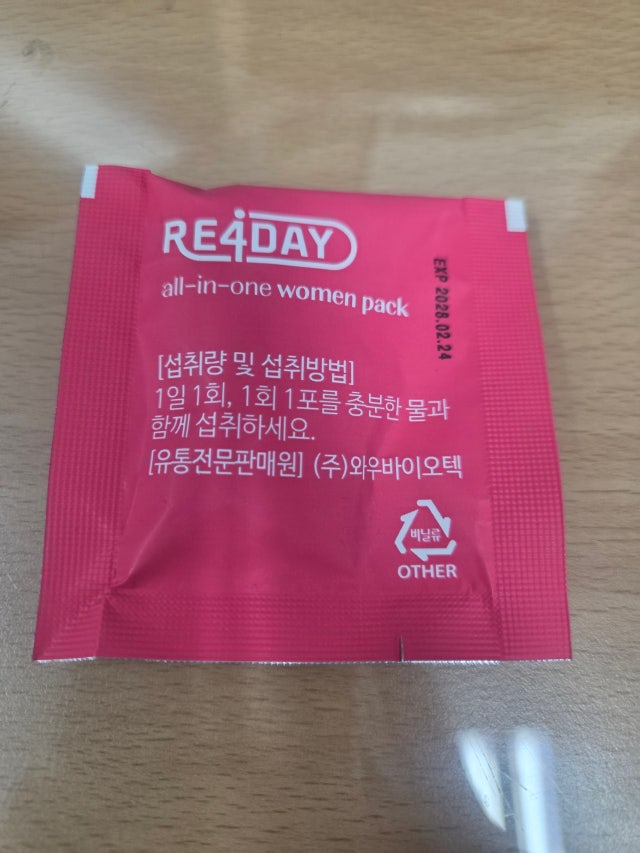 RE4DAY
all-in-one women pack
EXP 2028.02.24
[섭취량 및 섭취방법]
1일 1회, 1회 1포를 충분한 물과
함께 섭취하세요.
[유통전문판매원] (주)와우바이오텍
비닐류
OTHER